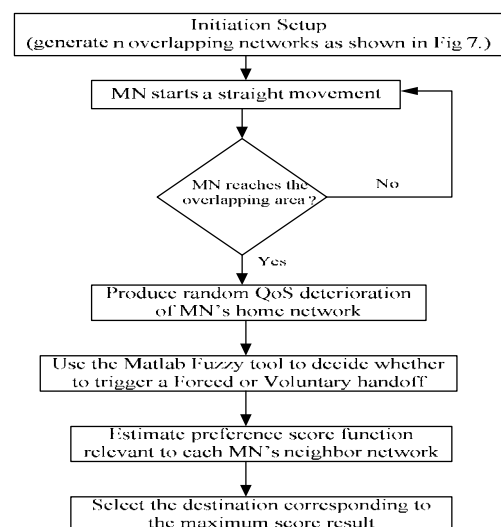 Initiation Setup
(generate n overlapping networks as shown in Fig 7.)
MN starts a straight movement
MN reaches the
overlapping area?
No
Yes
Produce random QoS deterioration
of MN's home network
Use the Matlab Fuzzy tool to decide whether
to trigger a Forced or Voluntary handoff
Estimate preference score function
relevant to each MN's neighbor network
Select the destination corresponding to
the maximum score result